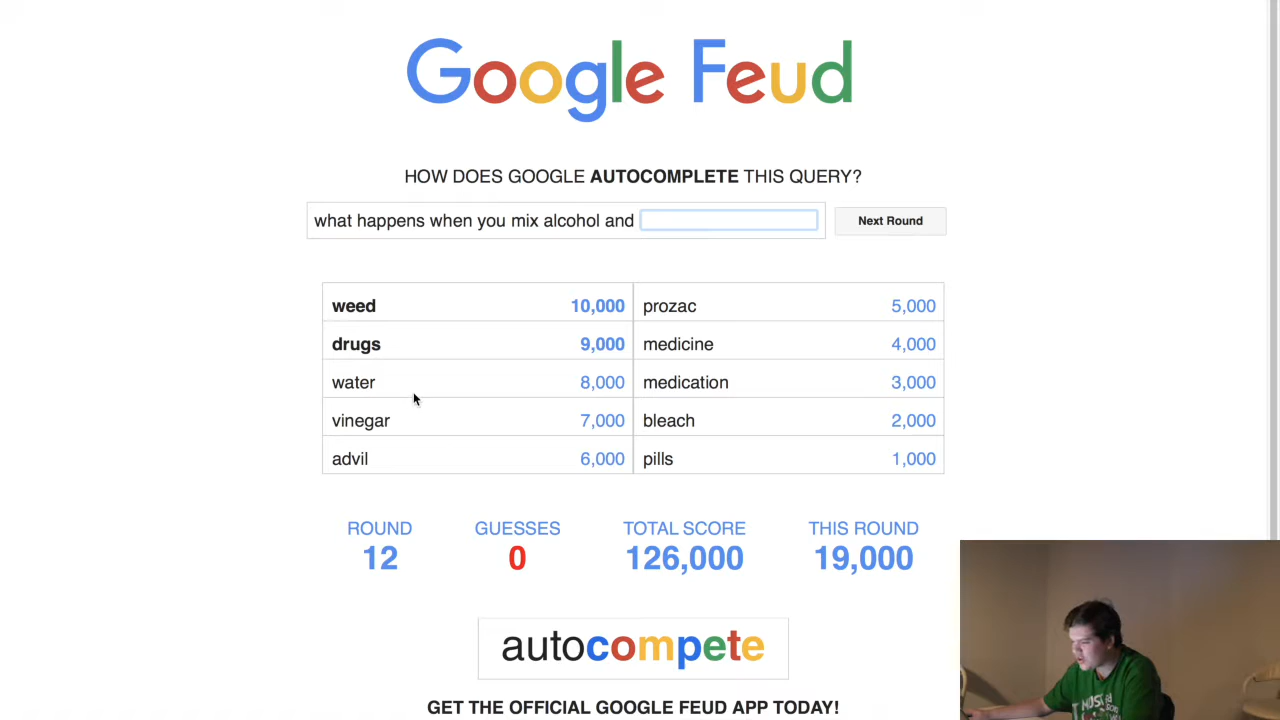 Google Feud
HOW DOES GOOGLE AUTOCOMPLETE THIS QUERY?
what happens when you mix alcohol and
Next Round
weed 10,000 prozac 5,000
drugs 9,000 medicine 4,000
water 8,000 medication 3,000
vinegar 7,000 bleach 2,000
advil 6,000 pills 1,000
ROUND GUESSES TOTAL SCORE THIS ROUND
12 0 126,000 19,000
autocompete
GET THE OFFICIAL GOOGLE FEUD APP TODAY!